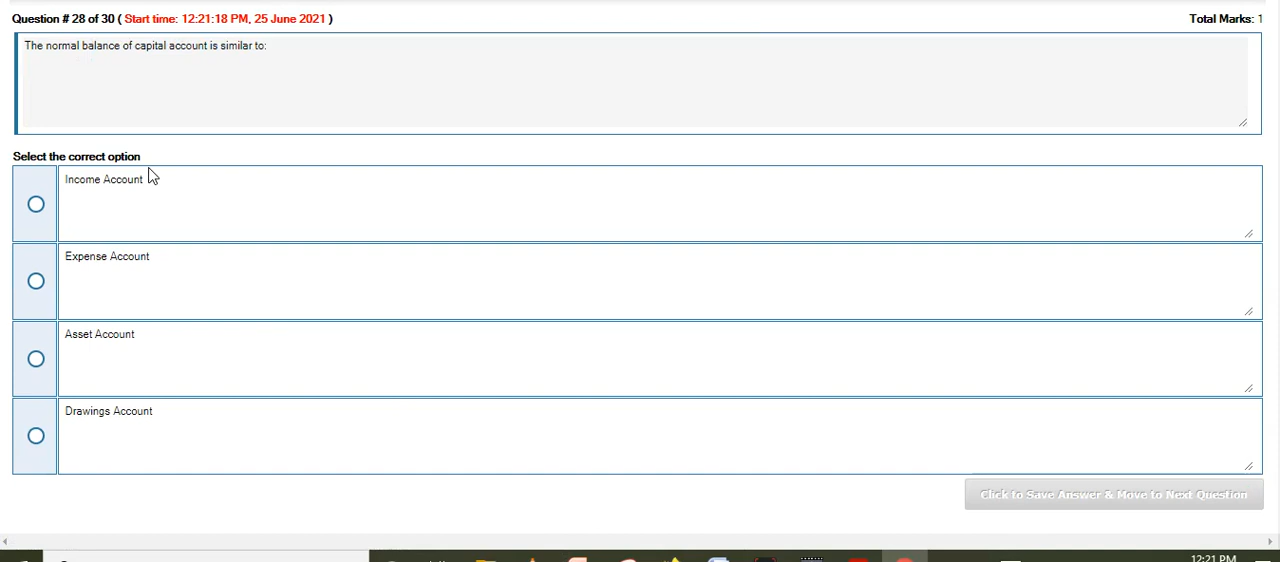 Question # 28 of 30 ( Start time: 12:21:18 PM, 25 June 2021 ) Total Marks: 1
The normal balance of capital account is similar to:
Select the correct option
Income Account
Expense Account
Asset Account
Drawings Account
Click to Save Answer & Move to Next Question
12:21 PM